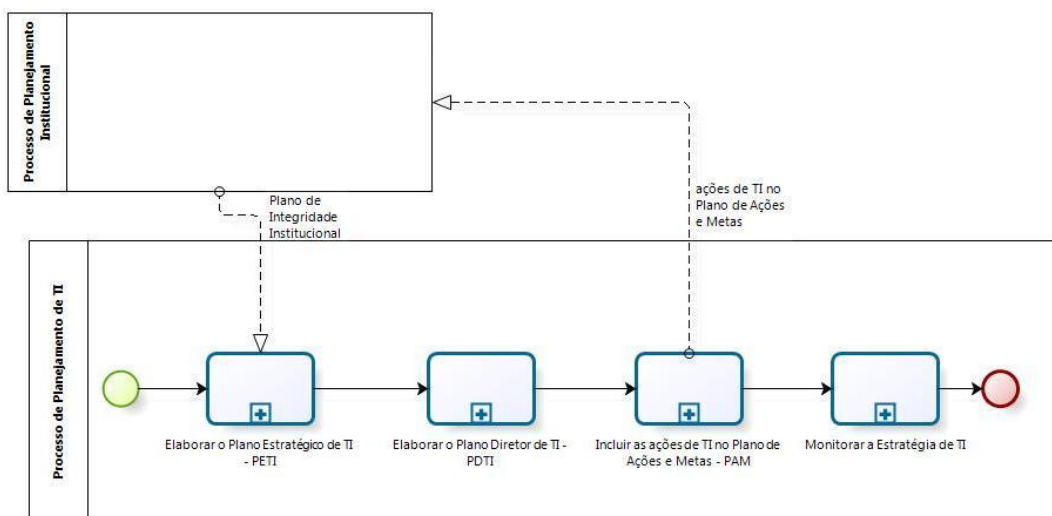 Processo de Planejamento
Institucional
Plano de
Integridade
Institucional
ações de TI no
Plano de Ações
e Metas
Processo de Planejamento de TI
Elaborar o Plano Estratégico de TI
- PETI
Elaborar o Plano Diretor de TI -
PDTI
Incluir as ações de TI no Plano de
Ações e Metas - PAM
Monitorar a Estratégia de TI